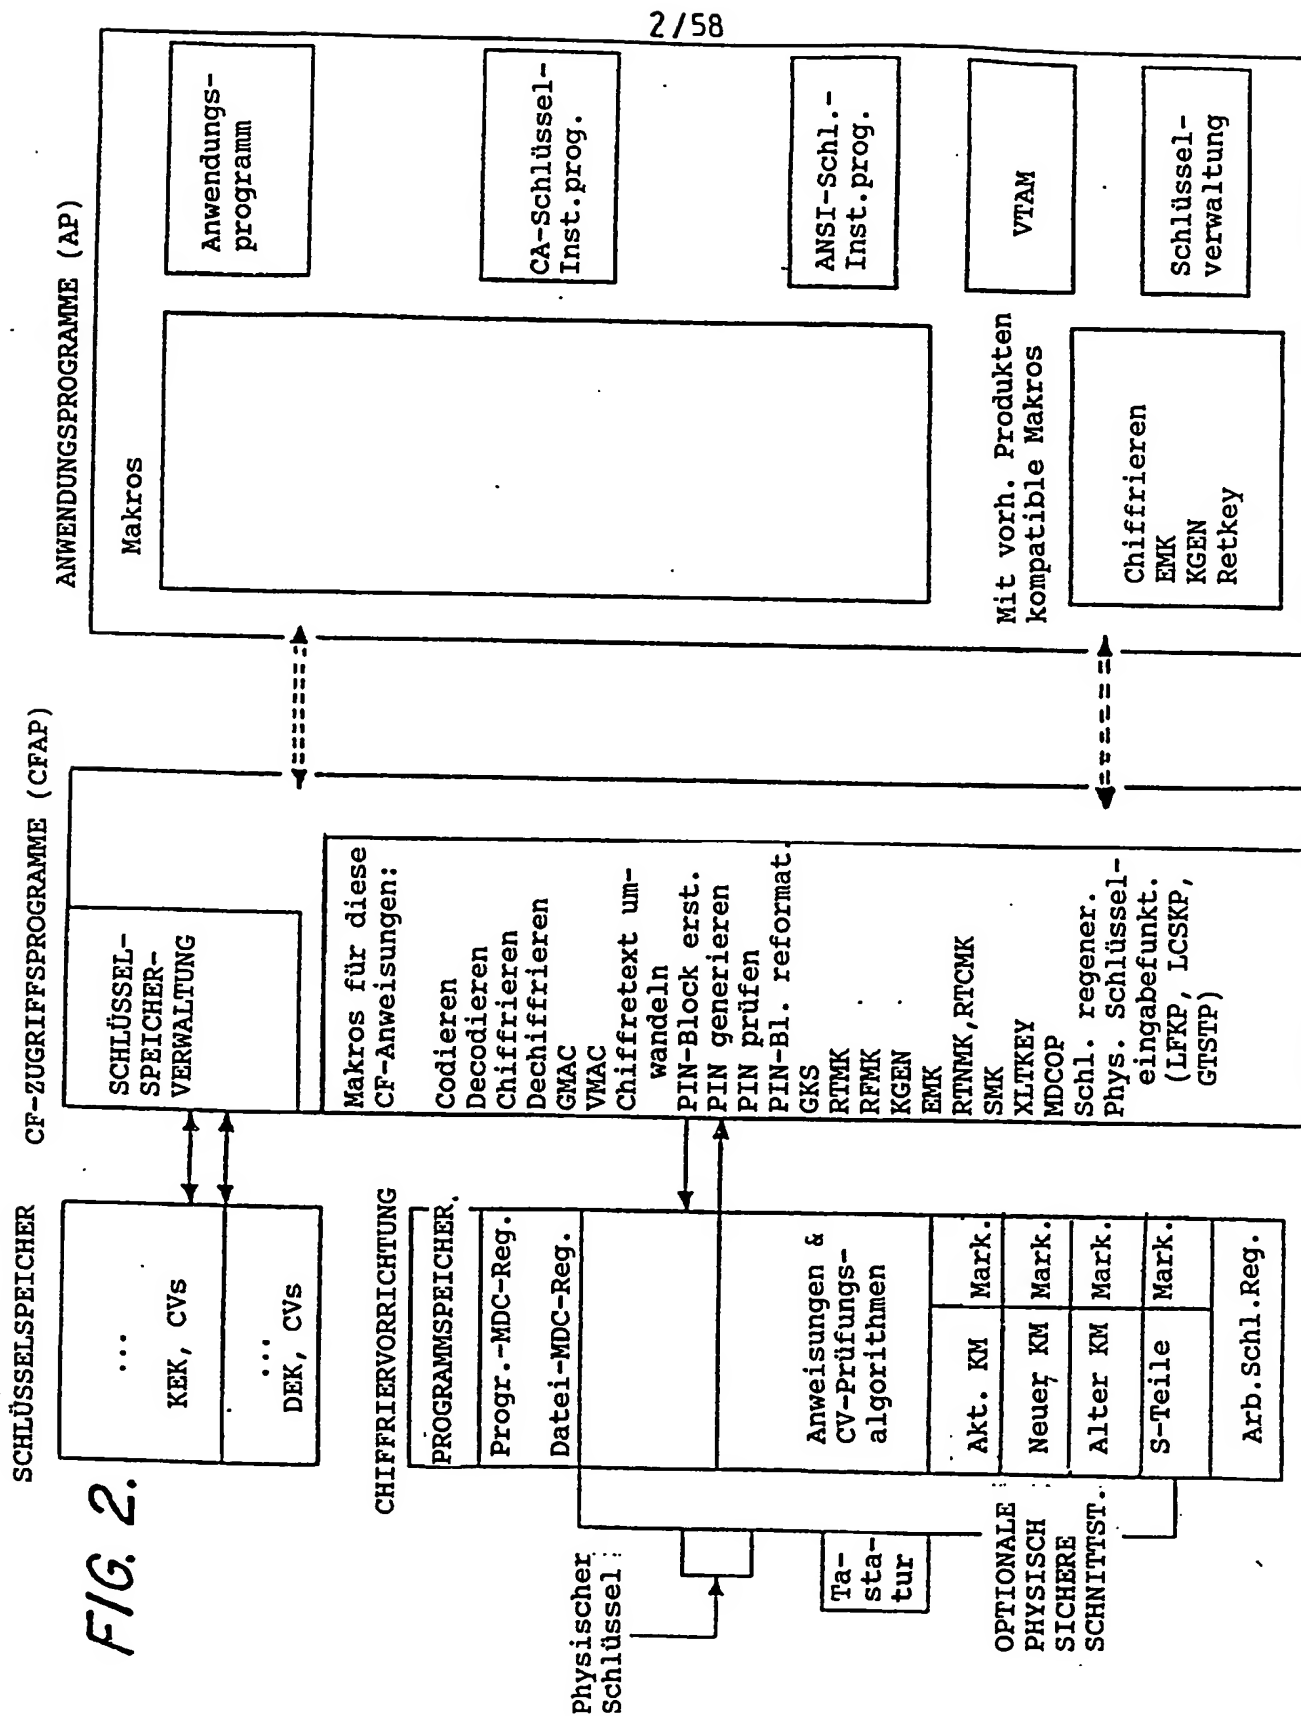 2/58
FIG. 2.
SCHLÜSSELSPEICHER
...
KEK, CVs
...
DEK, CVs
CHIFFRIERVORRICHTUNG
PROGRAMMSPEICHER.
Progr.-MDC-Reg.
Datei-MDC-Reg.
Anweisungen &
CV-Prüfungs-
algorithmen
Akt. KM
Mark.
Neuer KM
Mark.
Alter KM
Mark.
S-Teile
Mark.
Arb.Schl.Reg.
Physischer
Schlüssel
Ta-
sta-
tur
OPTIONALE
PHYSISCH
SICHERE
SCHNITTST.
CF-ZUGRIFFSPROGRAMME (CFAP)
SCHLÜSSEL-
SPEICHER-
VERWALTUNG
Makros für diese
CF-Anweisungen:
Codieren
Decodieren
Chiffrieren
Dechiffrieren
GMAC
VMAC
Chiffretext um-
wandeln
PIN-Block erst.
PIN generieren
PIN prüfen
PIN-Bl. reformat.
GKS
RTMK
RFMK
KGEN
EMK
RTNMK,RTCMK
SMK
XLTKEY
MDCOP
Schl. regener.
Phys. Schlüssel-
eingabefunkt.
(LFKP, LCSKP,
GTSTP)
ANWENDUNGSPROGRAMME (AP)
Makros
Anwendungs-
programm
CA-Schlüssel-
Inst.prog.
ANSI-Schl.-
Inst.prog.
VTAM
Schlüssel-
verwaltung
Mit vorh. Produkten
kompatible Makros
Chiffrieren
EMK
KGEN
Retkey